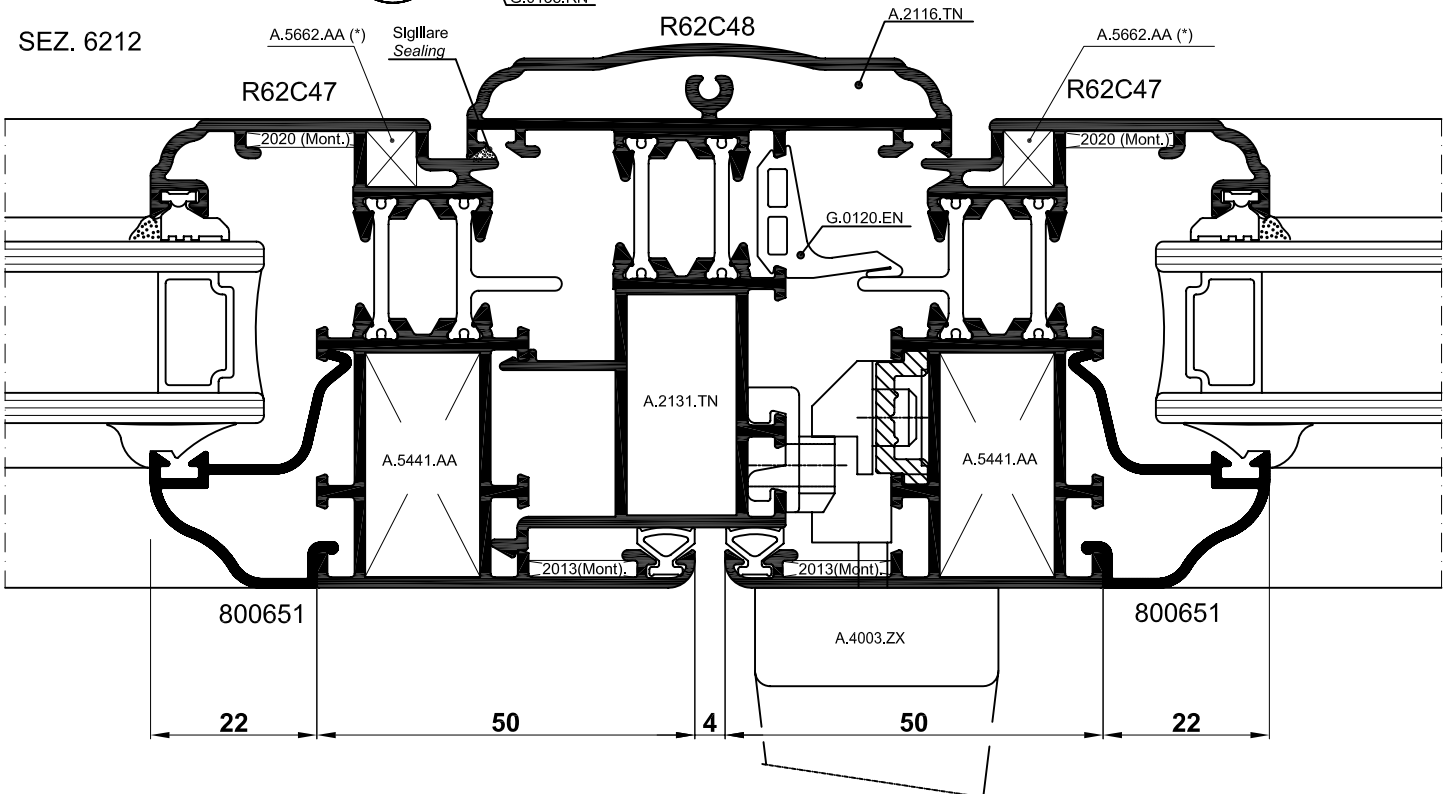 SEZ. 6212
A.5662.AA (*)
Sigillare
Sealing
R62C48
A.2116.TN
A.5662.AA (*)
R62C47
R62C47
2020 (Mont.)
2020 (Mont.)
G.0120.EN
A.2131.TN
A.5441.AA
A.5441.AA
2013(Mont).
2013(Mont).
800651
800651
A.4003.ZX
22
50
4
50
22